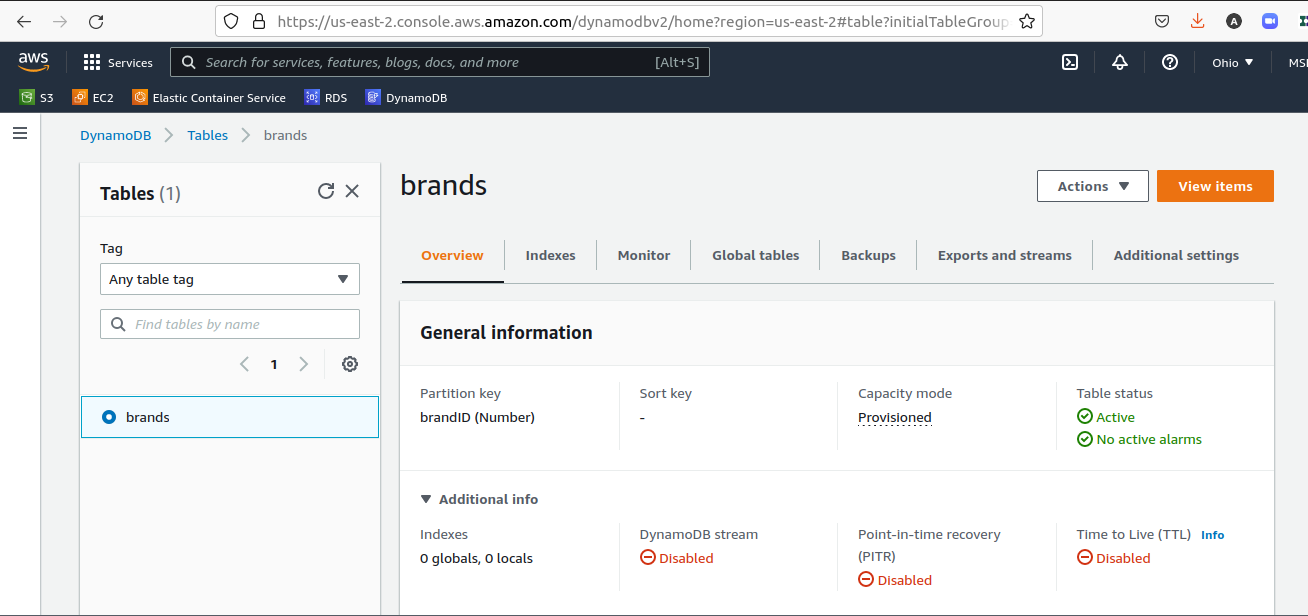 https://us-east-2.console.aws.amazon.com/dynamodbv2/home?region=us-east-2#table?initialTableGroup
A
aws
Services
Search for services, features, blogs, docs, and more
[Alt+S]
Ohio
S3
EC2
Elastic Container Service
RDS
DynamoDB
DynamoDB
Tables
brands
Tables (1)
Tag
Any table tag
Find tables by name
1
brands
brands
Actions
View items
Overview
Indexes
Monitor
Global tables
Backups
Exports and streams
Additional settings
General information
Partition key
brandID (Number)
Sort key
-
Capacity mode
Provisioned
Table status
Active
No active alarms
Additional info
Indexes
0 globals, 0 locals
DynamoDB stream
Disabled
Point-in-time recovery
(PITR)
Disabled
Time to Live (TTL) Info
Disabled